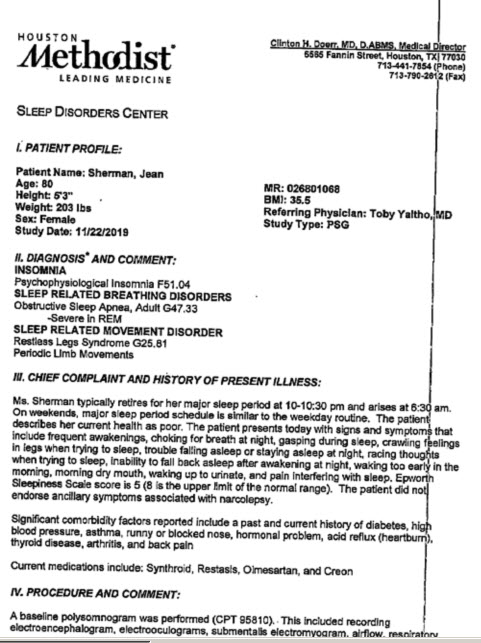 HOUSTON
Methodist
LEADING MEDICINE
Clinton H. Doerr, MD, D.ABMS, Medical Director
6585 Fannin Street, Houston, TX 77030
713-441-7854 (Phone)
713-790-2612 (Fax)
SLEEP DISORDERS CENTER
I. PATIENT PROFILE:
Patient Name: Sherman, Jean
Age: 80
Height: 5'3"
Weight: 203 lbs
Sex: Female
Study Date: 11/22/2019
MR: 026801068
BMI: 35.5
Referring Physician: Toby Yaltho, MD
Study Type: PSG
II. DIAGNOSIS* AND COMMENT:
INSOMNIA
Psychophysiological Insomnia F51.04
SLEEP RELATED BREATHING DISORDERS
Obstructive Sleep Apnea, Adult G47.33
-Severe in REM
SLEEP RELATED MOVEMENT DISORDER
Restless Legs Syndrome G25.81
Periodic Limb Movements
III. CHIEF COMPLAINT AND HISTORY OF PRESENT ILLNESS:
Ms. Sherman typically retires for her major sleep period at 10-10:30 pm and arises at 6:30 am.
On weekends, major sleep period schedule is similar to the weekday routine. The patient
describes her current health as poor. The patient presents today with signs and symptoms that
include frequent awakenings, choking for breath at night, gasping during sleep, crawling feelings
in legs when trying to sleep, trouble falling asleep or staying asleep at night, racing thoughts
when trying to sleep, inability to fall back asleep after awakening at night, waking too early in the
morning, morning dry mouth, waking up to urinate, and pain interfering with sleep. Epworth
Sleepiness Scale score is 5 (8 is the upper limit of the normal range). The patient did not
endorse ancillary symptoms associated with narcolepsy.
Significant comorbidity factors reported include a past and current history of diabetes, high
blood pressure, asthma, runny or blocked nose, hormonal problem, acid reflux (heartburn),
thyroid disease, arthritis, and back pain
Current medications include: Synthroid, Restasis, Olmesartan, and Creon
IV. PROCEDURE AND COMMENT:
A baseline polysomnogram was performed (CPT 95810). This included recording
electroencephalogram, electrooculograms, submentalis electromyogram, airflow, respiratory